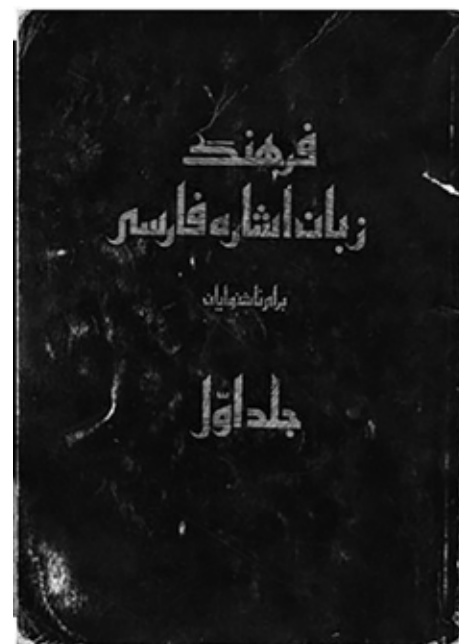 فرهنگ
زبان اشاره فارسی
برای ناشنوایان
جلد اوّل